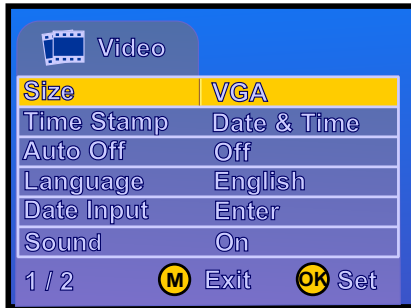 Video
Size VGA
Time Stamp Date & Time
Auto Off Off
Language English
Date Input Enter
Sound On
1 / 2 M Exit OK Set